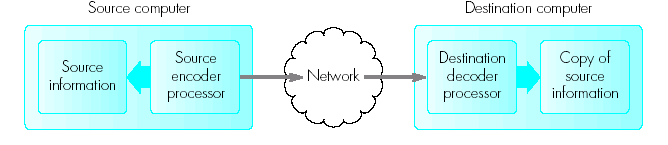 Source computer
Destination computer
Source
information
Source
encoder
processor
Network
Destination
decoder
processor
Copy of
source
information